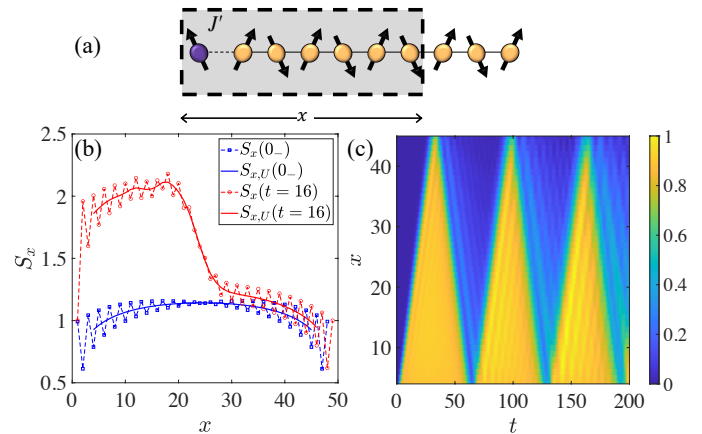 (a)
J′
x
(b)
S_x(0_−)
S_{x,U}(0_−)
S_x(t = 16)
S_{x,U}(t = 16)
S_x
2.5
2
1.5
1
0.5
0 10 20 30 40 50
x
(c)
x
40
30
20
10
0 50 100 150 200
t
1
0.8
0.6
0.4
0.2
0